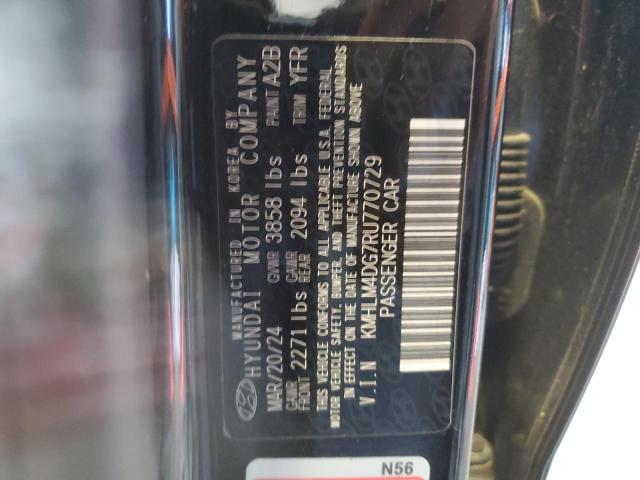 MANUFACTURED IN KOREA BY
HYUNDAI MOTOR COMPANY
MAR/20/24 GVWR 3858 lbs PAINT A2B
GAWR FRONT 2271 lbs GAWR REAR 2094 lbs TRIM YFR
THIS VEHICLE CONFORMS TO ALL APPLICABLE U.S.A. FEDERAL
MOTOR VEHICLE SAFETY, BUMPER, AND THEFT PREVENTION STANDARDS
IN EFFECT ON THE DATE OF MANUFACTURE SHOWN ABOVE
V.I.N KMHLM4DG7RU770729
PASSENGER CAR
N56